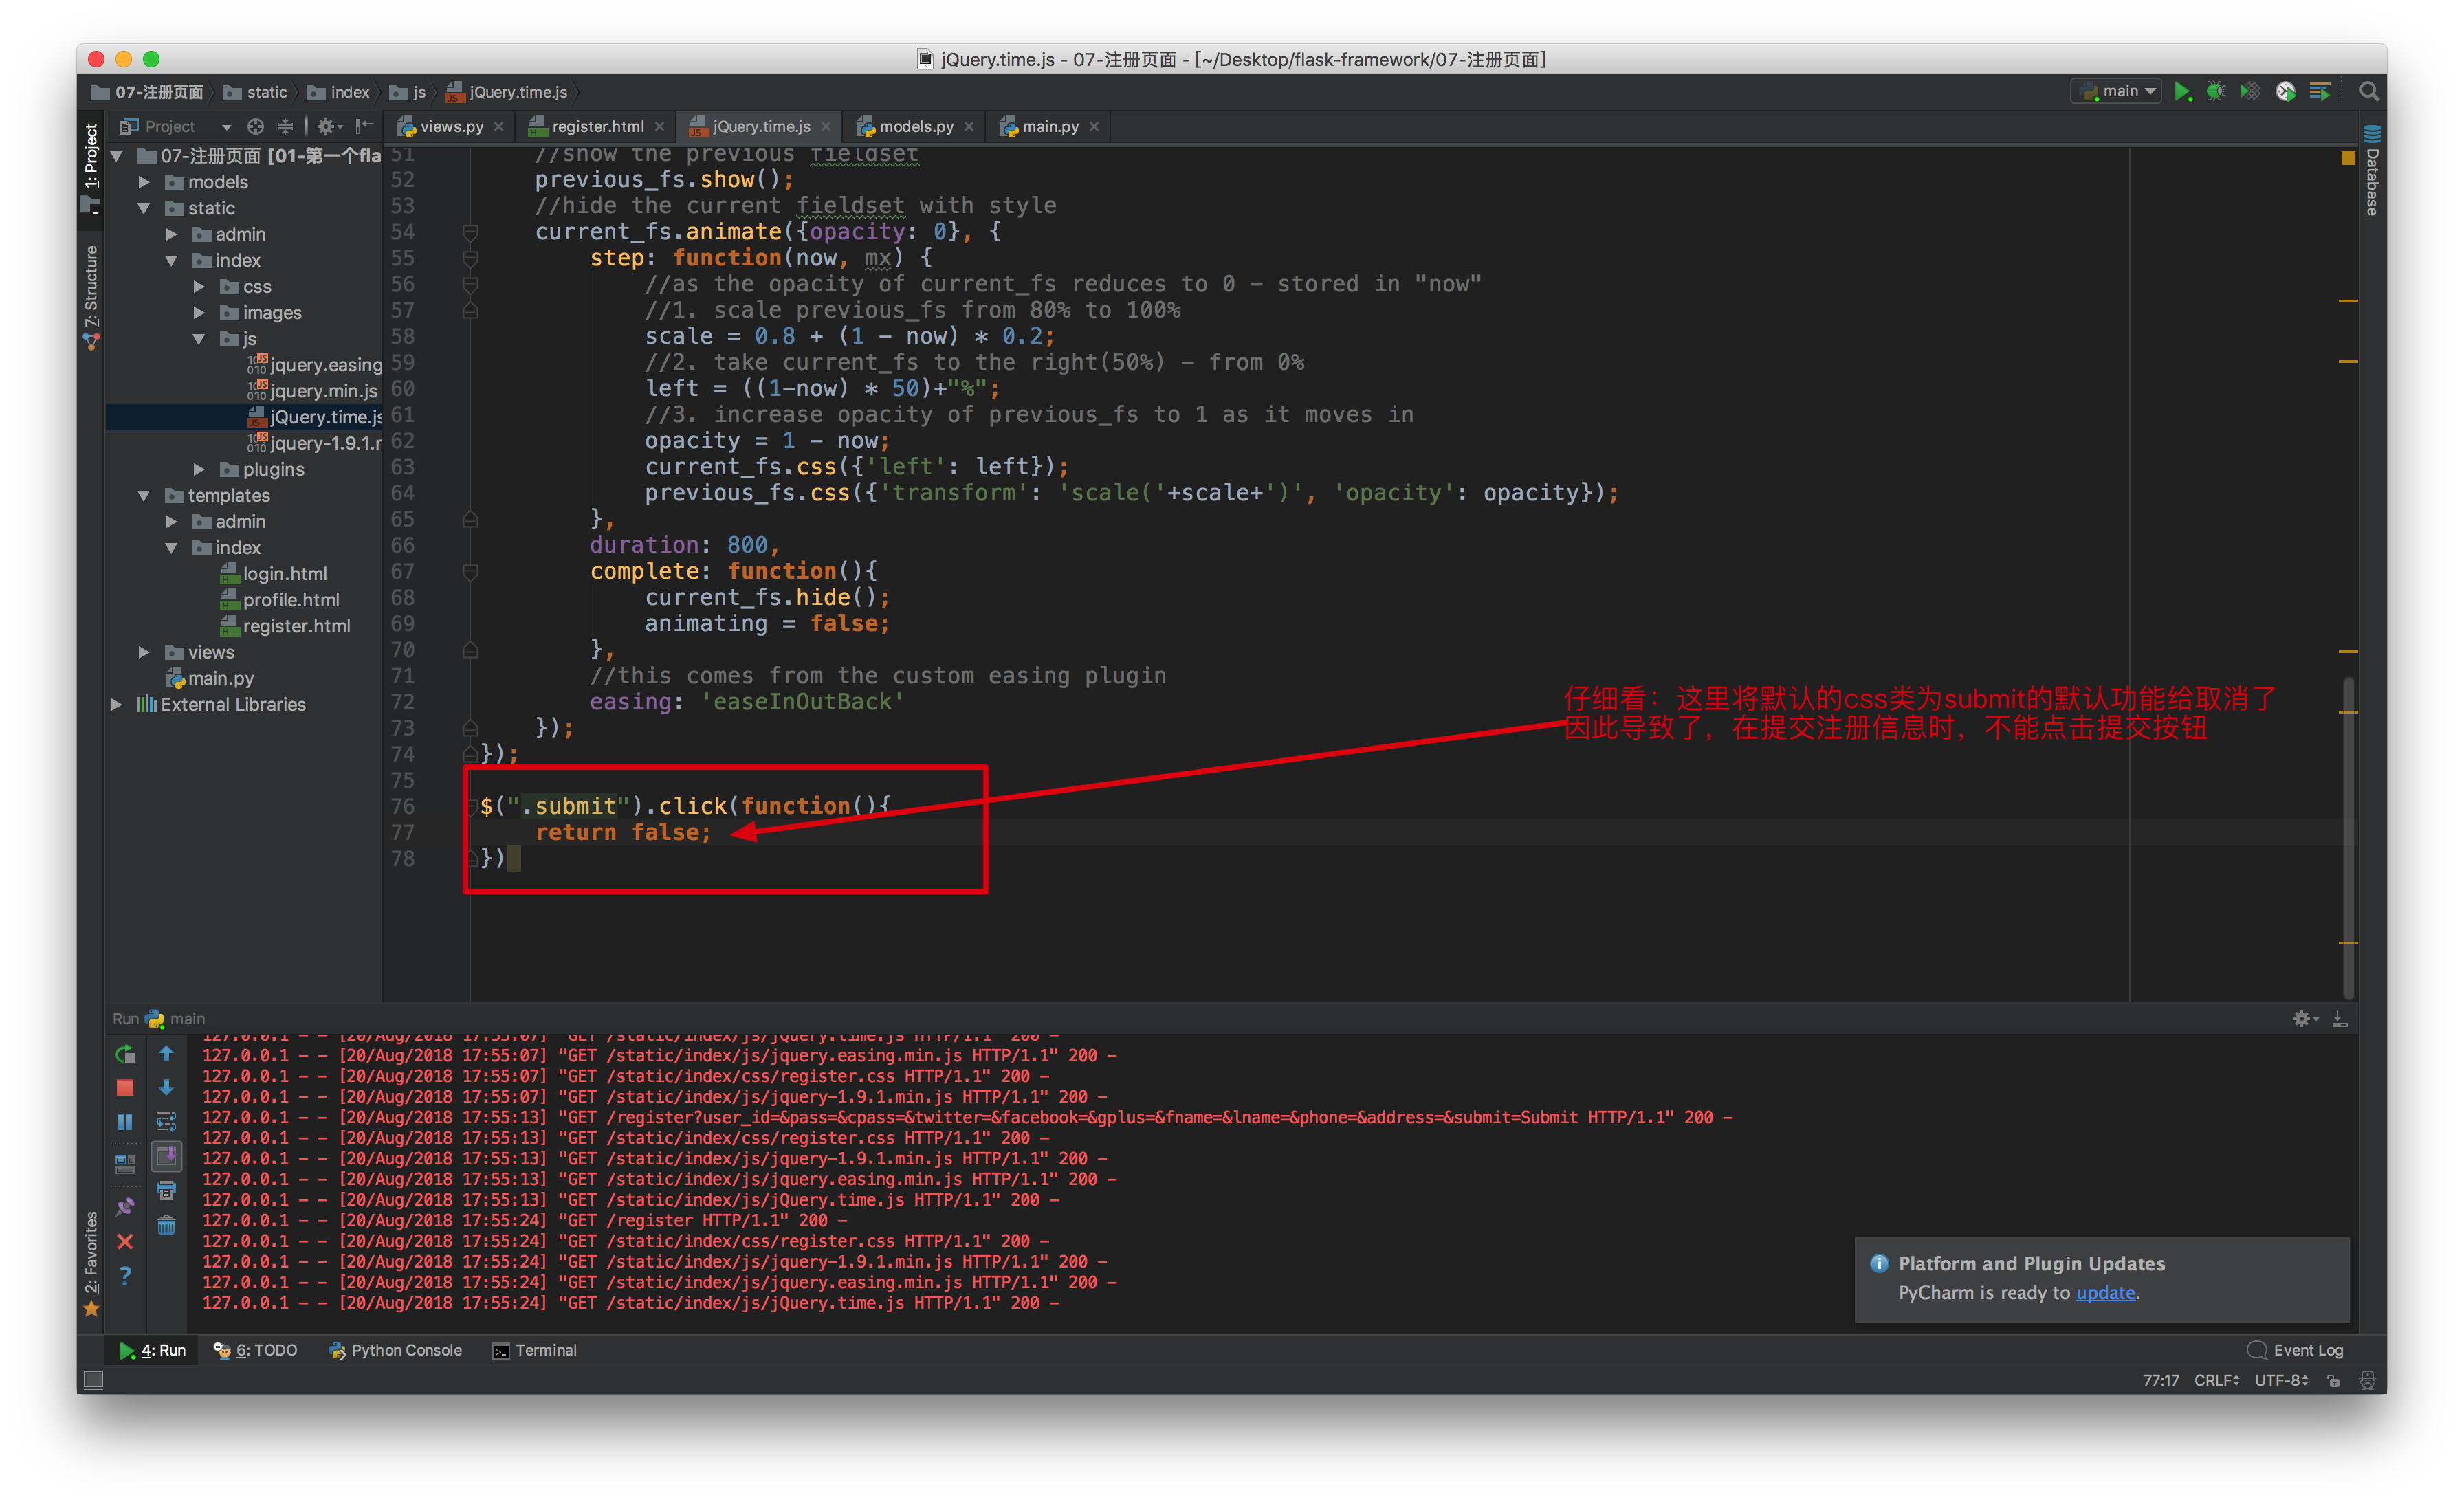 jQuery.time.js - 07-注册页面 - [~/Desktop/flask-framework/07-注册页面]
07-注册页面 static index js jQuery.time.js main
1: Project
Z: Structure
2: Favorites
Database
Project
views.py register.html jQuery.time.js models.py main.py
07-注册页面 [01-第一个fla
models
static
admin
index
css
images
js
jquery.easing
jquery.min.js
jQuery.time.js
jquery-1.9.1.r
plugins
templates
admin
index
login.html
profile.html
register.html
views
main.py
External Libraries
51 //show the previous fieldset
52 previous_fs.show();
53 //hide the current fieldset with style
54 current_fs.animate({opacity: 0}, {
55 step: function(now, mx) {
56 //as the opacity of current_fs reduces to 0 - stored in "now"
57 //1. scale previous_fs from 80% to 100%
58 scale = 0.8 + (1 - now) * 0.2;
59 //2. take current_fs to the right(50%) - from 0%
60 left = ((1-now) * 50)+"%";
61 //3. increase opacity of previous_fs to 1 as it moves in
62 opacity = 1 - now;
63 current_fs.css({'left': left});
64 previous_fs.css({'transform': 'scale('+scale+')', 'opacity': opacity});
65 },
66 duration: 800,
67 complete: function(){
68 current_fs.hide();
69 animating = false;
70 },
71 //this comes from the custom easing plugin
72 easing: 'easeInOutBack'
73 });
74 });
75
76 $(".submit").click(function(){
77 return false;
78 })
仔细看：这里将默认的css类为submit的默认功能给取消了
因此导致了，在提交注册信息时，不能点击提交按钮
Run main
127.0.0.1 - - [20/Aug/2018 17:55:07] "GET /static/index/js/jQuery.time.js HTTP/1.1" 200 -
127.0.0.1 - - [20/Aug/2018 17:55:07] "GET /static/index/js/jquery.easing.min.js HTTP/1.1" 200 -
127.0.0.1 - - [20/Aug/2018 17:55:07] "GET /static/index/css/register.css HTTP/1.1" 200 -
127.0.0.1 - - [20/Aug/2018 17:55:07] "GET /static/index/js/jquery-1.9.1.min.js HTTP/1.1" 200 -
127.0.0.1 - - [20/Aug/2018 17:55:13] "GET /register?user_id=&pass=&cpass=&twitter=&facebook=&gplus=&fname=&lname=&phone=&address=&submit=Submit HTTP/1.1" 200 -
127.0.0.1 - - [20/Aug/2018 17:55:13] "GET /static/index/css/register.css HTTP/1.1" 200 -
127.0.0.1 - - [20/Aug/2018 17:55:13] "GET /static/index/js/jquery-1.9.1.min.js HTTP/1.1" 200 -
127.0.0.1 - - [20/Aug/2018 17:55:13] "GET /static/index/js/jquery.easing.min.js HTTP/1.1" 200 -
127.0.0.1 - - [20/Aug/2018 17:55:13] "GET /static/index/js/jQuery.time.js HTTP/1.1" 200 -
127.0.0.1 - - [20/Aug/2018 17:55:24] "GET /register HTTP/1.1" 200 -
127.0.0.1 - - [20/Aug/2018 17:55:24] "GET /static/index/css/register.css HTTP/1.1" 200 -
127.0.0.1 - - [20/Aug/2018 17:55:24] "GET /static/index/js/jquery-1.9.1.min.js HTTP/1.1" 200 -
127.0.0.1 - - [20/Aug/2018 17:55:24] "GET /static/index/js/jquery.easing.min.js HTTP/1.1" 200 -
127.0.0.1 - - [20/Aug/2018 17:55:24] "GET /static/index/js/jQuery.time.js HTTP/1.1" 200 -
Platform and Plugin Updates
PyCharm is ready to update.
4: Run 6: TODO Python Console Terminal Event Log
77:17 CRLF UTF-8